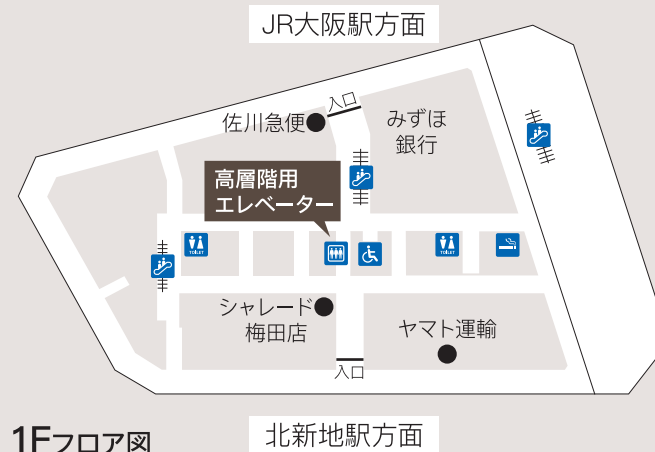 JR大阪駅方面
入口
佐川急便
みずほ
銀行
高層階用
エレベーター
TOILET
TOILET
シャレード
梅田店
ヤマト運輸
入口
北新地駅方面
1Fフロア図